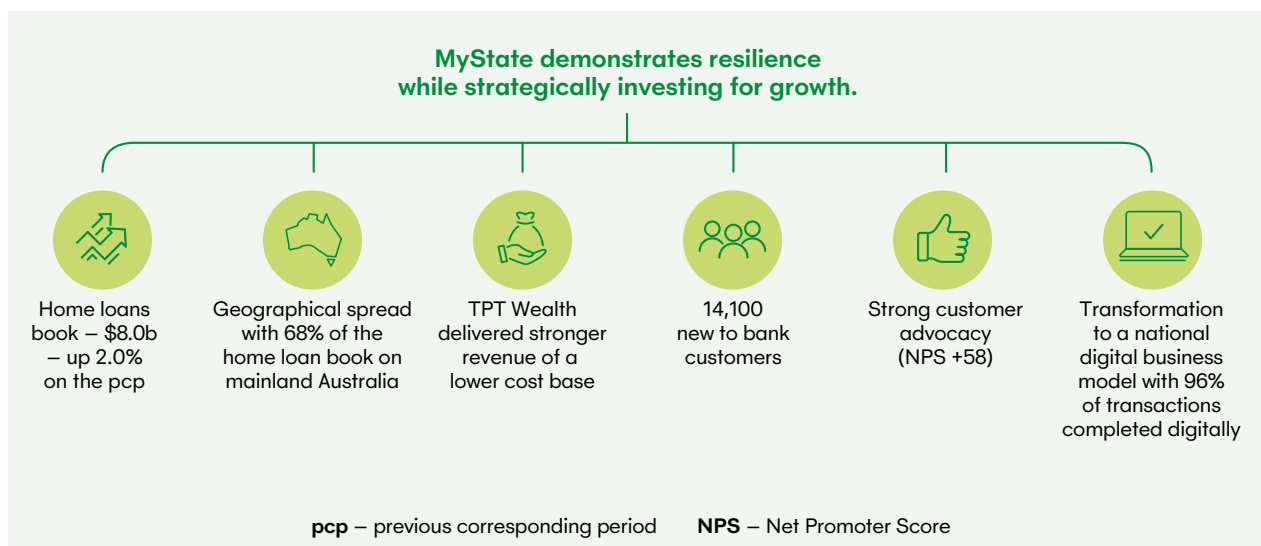 MyState demonstrates resilience
while strategically investing for growth.
Home loans
book – $8.0b
– up 2.0%
on the pcp
Geographical spread
with 68% of the
home loan book on
mainland Australia
TPT Wealth
delivered stronger
revenue of a
lower cost base
14,100
new to bank
customers
Strong customer
advocacy
(NPS +58)
Transformation
to a national
digital business
model with 96%
of transactions
completed digitally
pcp – previous corresponding period NPS – Net Promoter Score